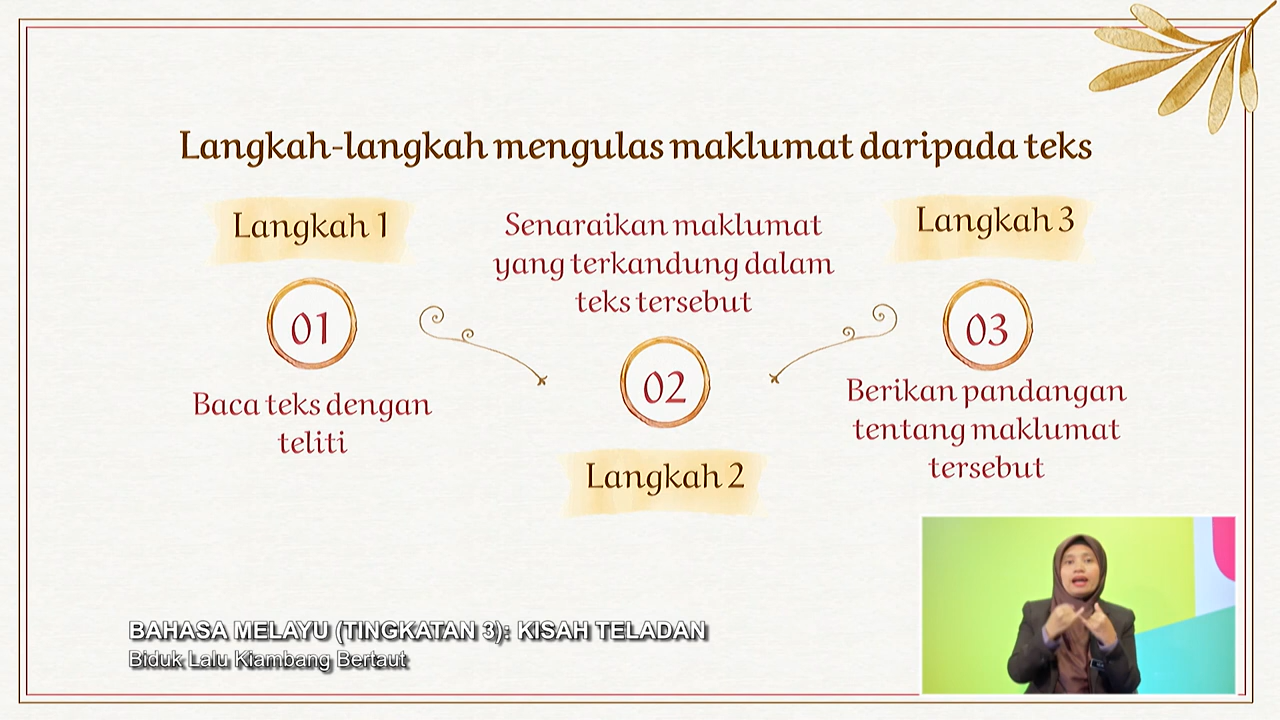 Langkah-langkah mengulas maklumat daripada teks
Langkah 1
01
Baca teks dengan
teliti
Senaraikan maklumat
yang terkandung dalam
teks tersebut
02
Langkah 2
Langkah 3
03
Berikan pandangan
tentang maklumat
tersebut
BAHASA MELAYU (TINGKATAN 3): KISAH TELADAN
Biduk Lalu Kiambang Bertaut